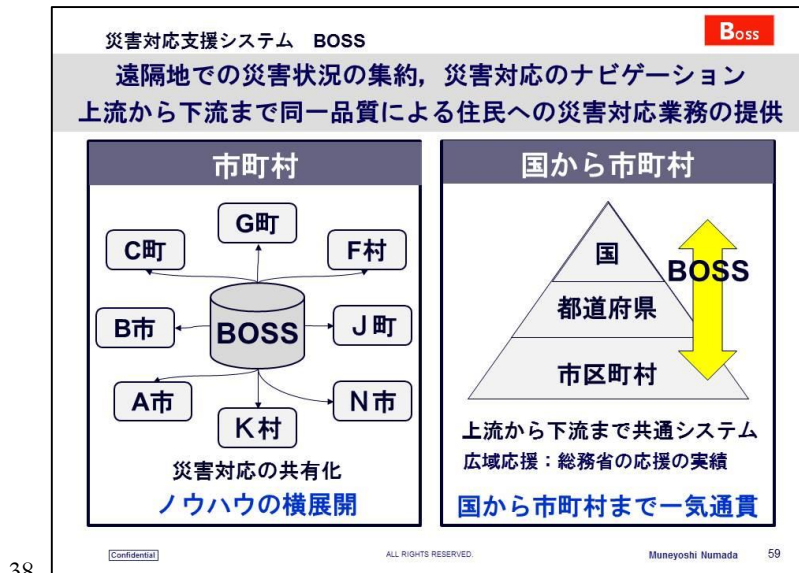 災害対応支援システム BOSS
Boss
遠隔地での災害状況の集約，災害対応のナビゲーション
上流から下流まで同一品質による住民への災害対応業務の提供
市町村
G町
C町
F村
B市
BOSS
J町
A市
N市
K村
災害対応の共有化
ノウハウの横展開
国から市町村
国
BOSS
都道府県
市区町村
上流から下流まで共通システム
広域応援：総務省の応援の実績
国から市町村まで一気通貫
Confidential
ALL RIGHTS RESERVED.
Muneyoshi Numada
59
38